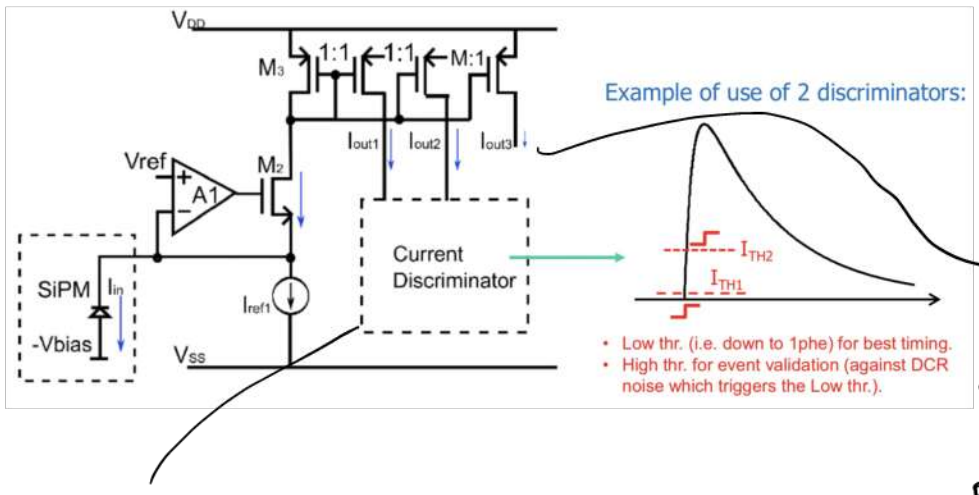 VDD
1:1
1:1
M:1
M3
Example of use of 2 discriminators:
Iout1
Iout2
Iout3
Vref
M2
+
A1
−
Current
Discriminator
ITH2
SiPM
Iin
ITH1
Iref1
-Vbias
VSS
• Low thr. (i.e. down to 1phe) for best timing.
• High thr. for event validation (against DCR
noise which triggers the Low thr.).